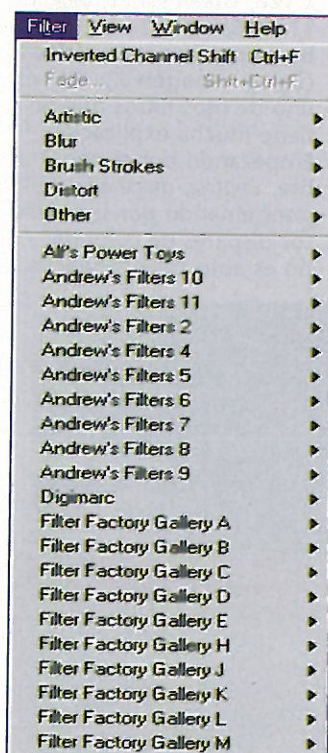 Filter View Window Help
Inverted Channel Shift Ctrl+F
Fade... Shift+Ctrl+F
Artistic
Blur
Brush Strokes
Distort
Other
Alf's Power Toys
Andrew's Filters 10
Andrew's Filters 11
Andrew's Filters 2
Andrew's Filters 4
Andrew's Filters 5
Andrew's Filters 6
Andrew's Filters 7
Andrew's Filters 8
Andrew's Filters 9
Digimarc
Filter Factory Gallery A
Filter Factory Gallery B
Filter Factory Gallery C
Filter Factory Gallery D
Filter Factory Gallery E
Filter Factory Gallery H
Filter Factory Gallery J
Filter Factory Gallery K
Filter Factory Gallery L
Filter Factory Gallery M